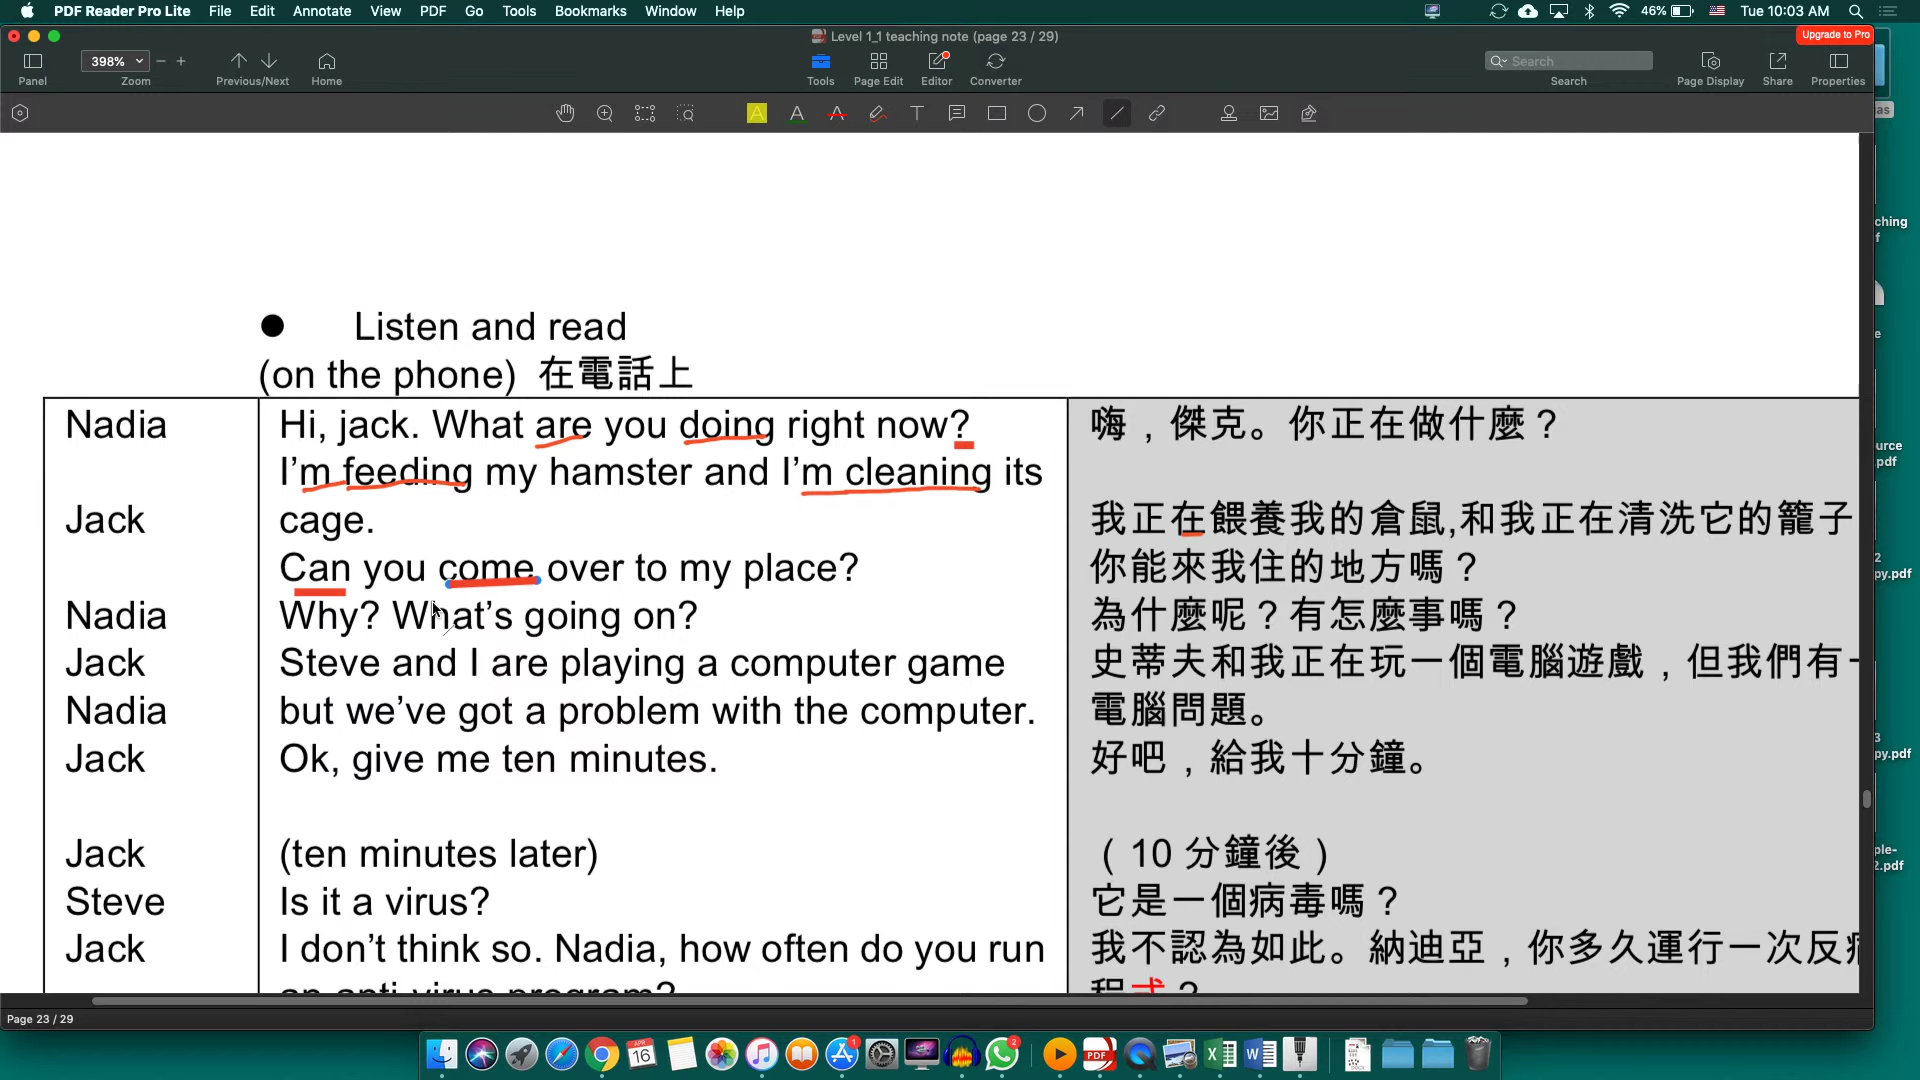 PDF Reader Pro Lite File Edit Annotate View PDF Go Tools Bookmarks Window Help 46% Tue 10:03 AM
Level 1_1 teaching note (page 23 / 29) Upgrade to Pro
398% Search
Panel Zoom Previous/Next Home Tools Page Edit Editor Converter Search Page Display Share Properties
Listen and read
(on the phone) 在電話上
Nadia Hi, jack. What are you doing right now? 嗨，傑克。你正在做什麼？
I'm feeding my hamster and I'm cleaning its
Jack cage. 我正在餵養我的倉鼠,和我正在清洗它的籠子
Can you come over to my place? 你能來我住的地方嗎？
Nadia Why? What's going on? 為什麼呢？有怎麼事嗎？
Jack Steve and I are playing a computer game 史蒂夫和我正在玩一個電腦遊戲，但我們有
Nadia but we've got a problem with the computer. 電腦問題。
Jack Ok, give me ten minutes. 好吧，給我十分鐘。
Jack (ten minutes later) （10 分鐘後）
Steve Is it a virus? 它是一個病毒嗎？
Jack I don't think so. Nadia, how often do you run 我不認為如此。納迪亞，你多久運行一次反
an anti virus program? 程式？
Page 23 / 29